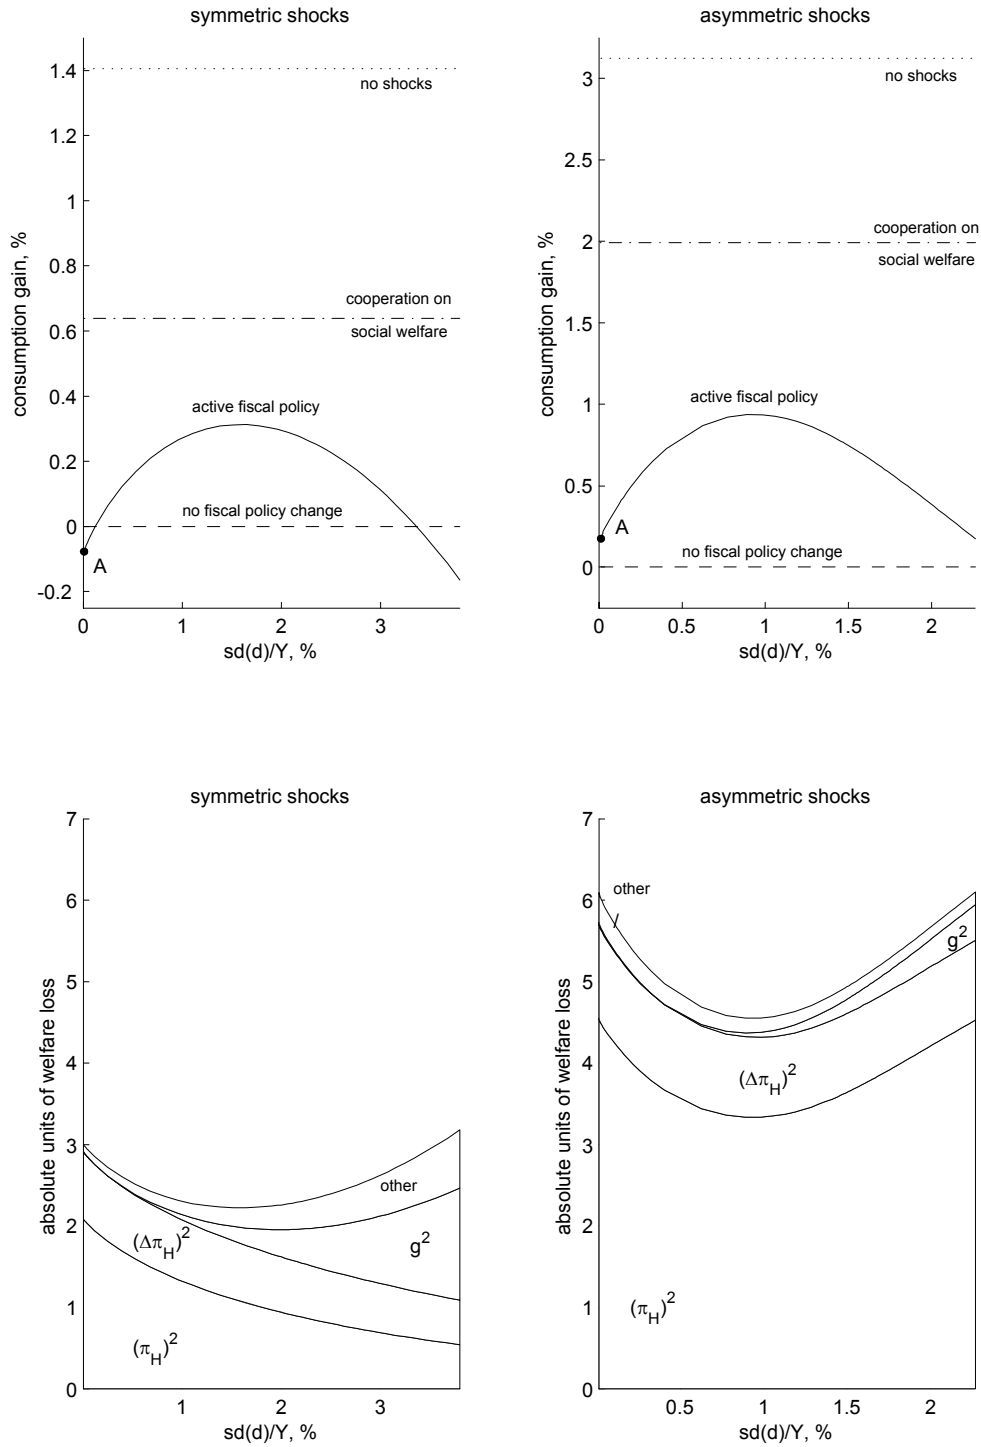 symmetric shocks
consumption gain, %
1.4
1.2
1
0.8
0.6
0.4
0.2
0
-0.2
no shocks
cooperation on
social welfare
active fiscal policy
no fiscal policy change
A
0 1 2 3
sd(d)/Y, %
asymmetric shocks
consumption gain, %
3
2.5
2
1.5
1
0.5
0
no shocks
cooperation on
social welfare
active fiscal policy
A
no fiscal policy change
0 0.5 1 1.5 2
sd(d)/Y, %
symmetric shocks
absolute units of welfare loss
7
6
5
4
3
2
1
0
other
(Δπ_H)^2
g^2
(π_H)^2
1 2 3
sd(d)/Y, %
asymmetric shocks
absolute units of welfare loss
7
6
5
4
3
2
1
0
other
g^2
(Δπ_H)^2
(π_H)^2
0.5 1 1.5 2
sd(d)/Y, %